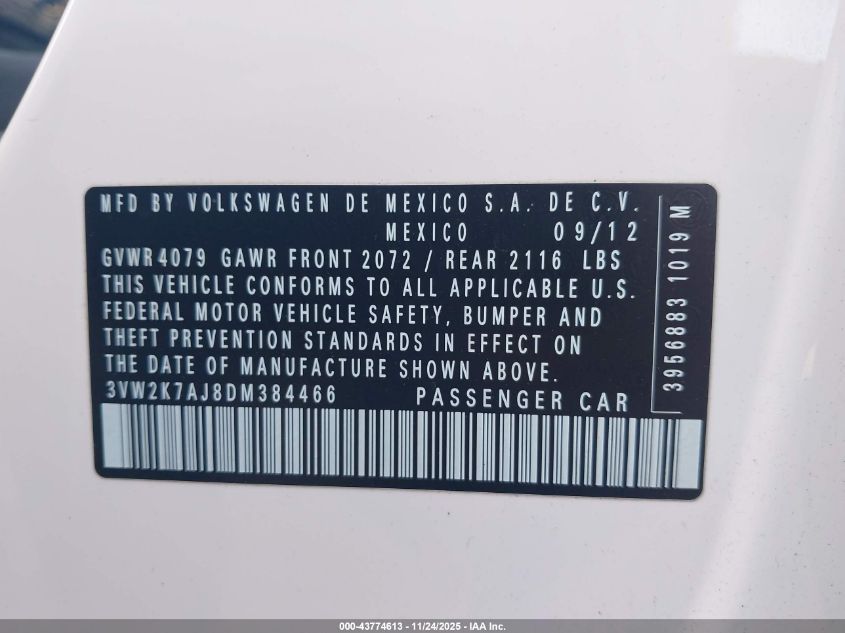 MFD BY VOLKSWAGEN DE MEXICO S.A. DE C.V.
MEXICO 09/12
GVWR 4079 GAWR FRONT 2072 / REAR 2116 LBS
THIS VEHICLE CONFORMS TO ALL APPLICABLE U.S.
FEDERAL MOTOR VEHICLE SAFETY, BUMPER AND
THEFT PREVENTION STANDARDS IN EFFECT ON
THE DATE OF MANUFACTURE SHOWN ABOVE.
3VW2K7AJ8DM384466 PASSENGER CAR
3956883 1019 M
000-43774613 - 11/24/2025 - IAA Inc.